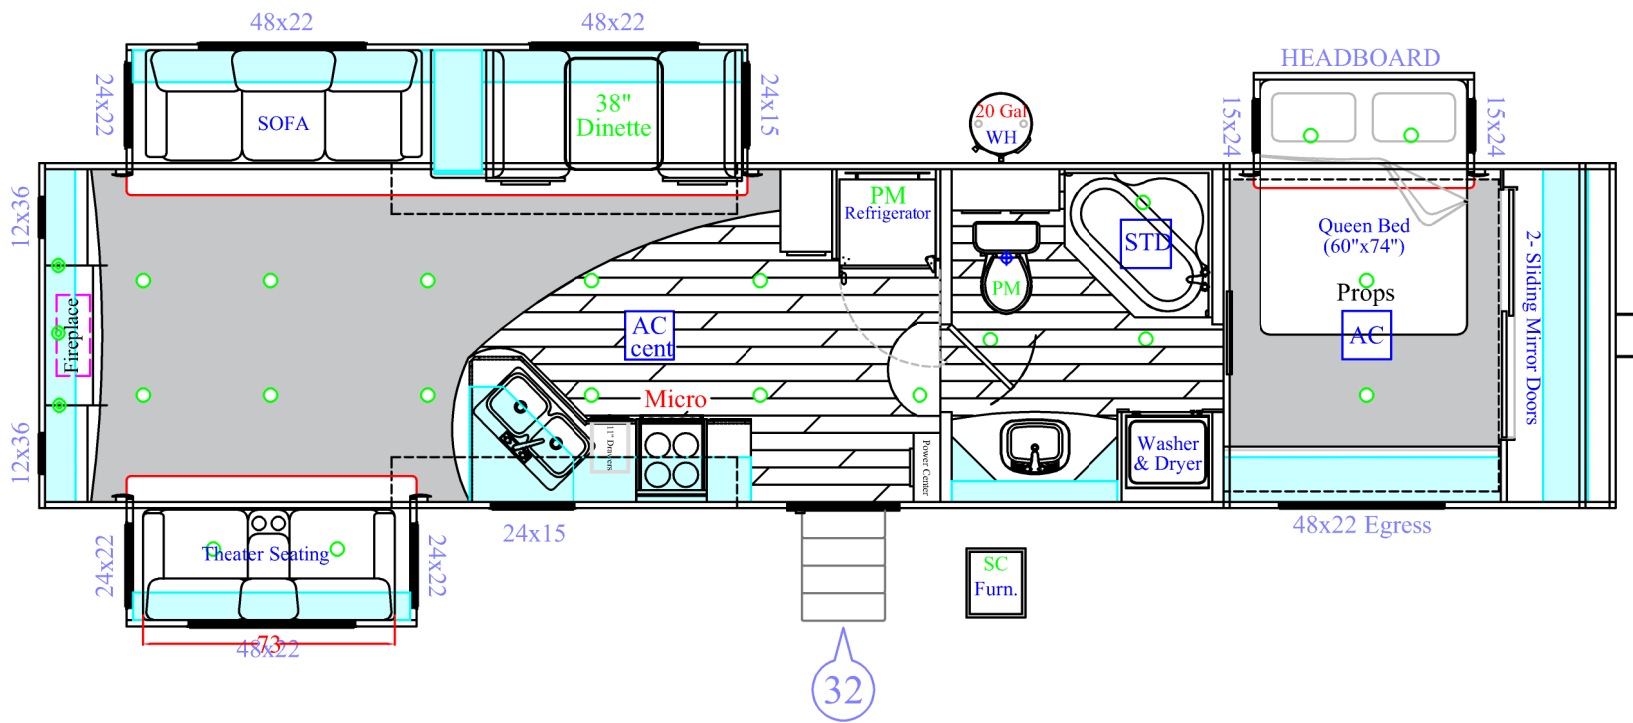 48x22
48x22
HEADBOARD
24x22
SOFA
38"
Dinette
24x15
20 Gal
WH
15x24
15x24
12x36
PM
Refrigerator
STD
Queen Bed
(60"x74")
2- Sliding Mirror Doors
PM
Props
Fireplace
AC
cent
AC
Micro
12x36
11" Drawers
Power Center
Washer
& Dryer
24x15
48x22 Egress
24x22
Theater Seating
24x22
SC
Furn.
73
48x22
32